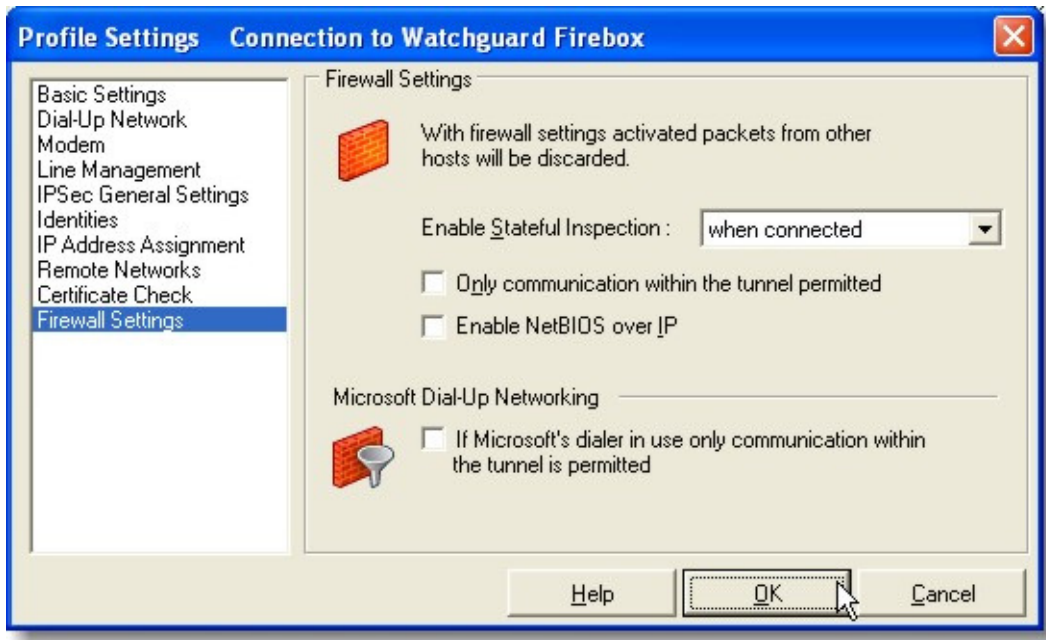 Profile Settings Connection to Watchguard Firebox
Basic Settings
Dial-Up Network
Modem
Line Management
IPSec General Settings
Identities
IP Address Assignment
Remote Networks
Certificate Check
Firewall Settings
Firewall Settings
With firewall settings activated packets from other
hosts will be discarded.
Enable Stateful Inspection :
when connected
Only communication within the tunnel permitted
Enable NetBIOS over IP
Microsoft Dial-Up Networking
If Microsoft's dialer in use only communication within
the tunnel is permitted
Help
OK
Cancel